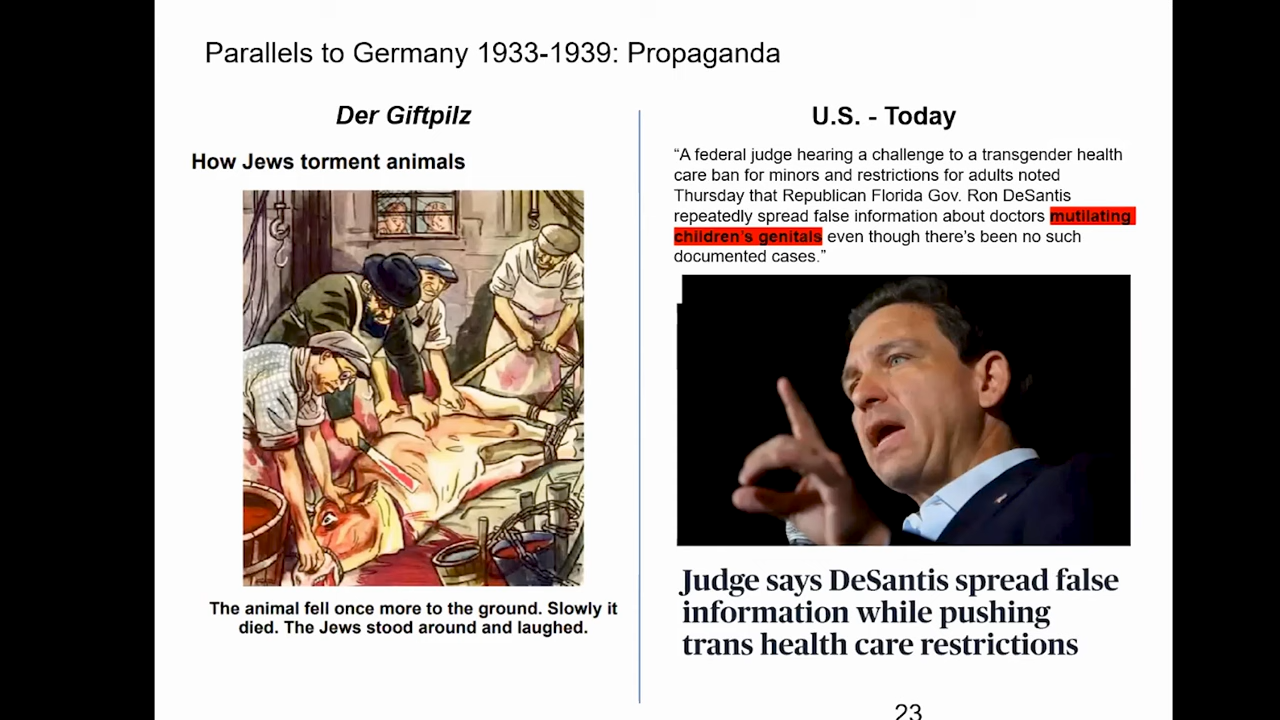 Parallels to Germany 1933-1939: Propaganda
Der Giftpilz
How Jews torment animals
The animal fell once more to the ground. Slowly it
died. The Jews stood around and laughed.
U.S. - Today
“A federal judge hearing a challenge to a transgender health
care ban for minors and restrictions for adults noted
Thursday that Republican Florida Gov. Ron DeSantis
repeatedly spread false information about doctors mutilating
children’s genitals even though there’s been no such
documented cases.”
Judge says DeSantis spread false
information while pushing
trans health care restrictions
23